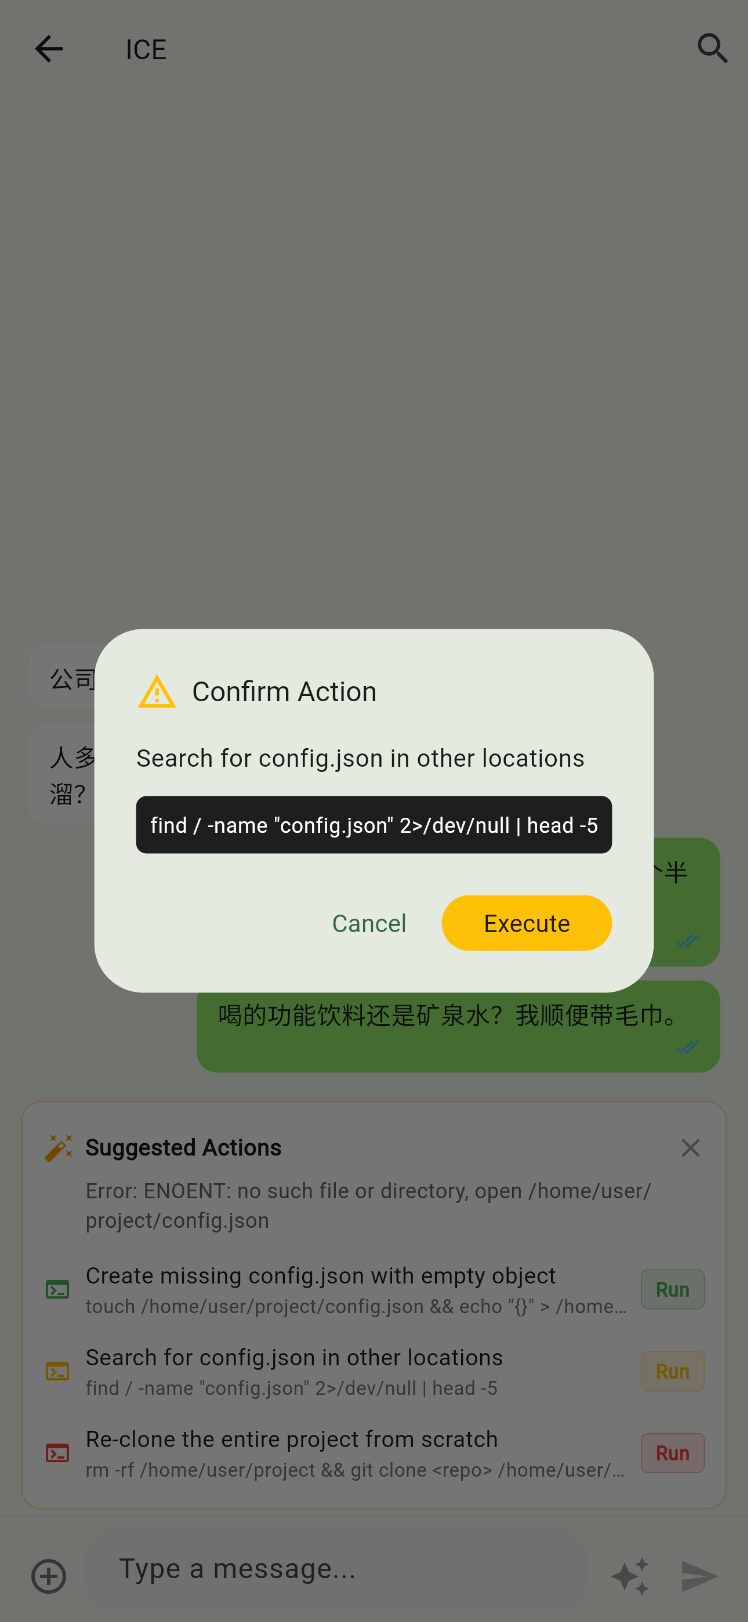 ICE
公司
人多
溜?
个半
Confirm Action
Search for config.json in other locations
find / -name "config.json" 2>/dev/null | head -5
Cancel
Execute
喝的功能饮料还是矿泉水？我顺便带毛巾。
Suggested Actions
Error: ENOENT: no such file or directory, open /home/user/
project/config.json
Create missing config.json with empty object
touch /home/user/project/config.json && echo "{}" > /home...
Run
Search for config.json in other locations
find / -name "config.json" 2>/dev/null | head -5
Run
Re-clone the entire project from scratch
rm -rf /home/user/project && git clone <repo> /home/user/...
Run
Type a message...